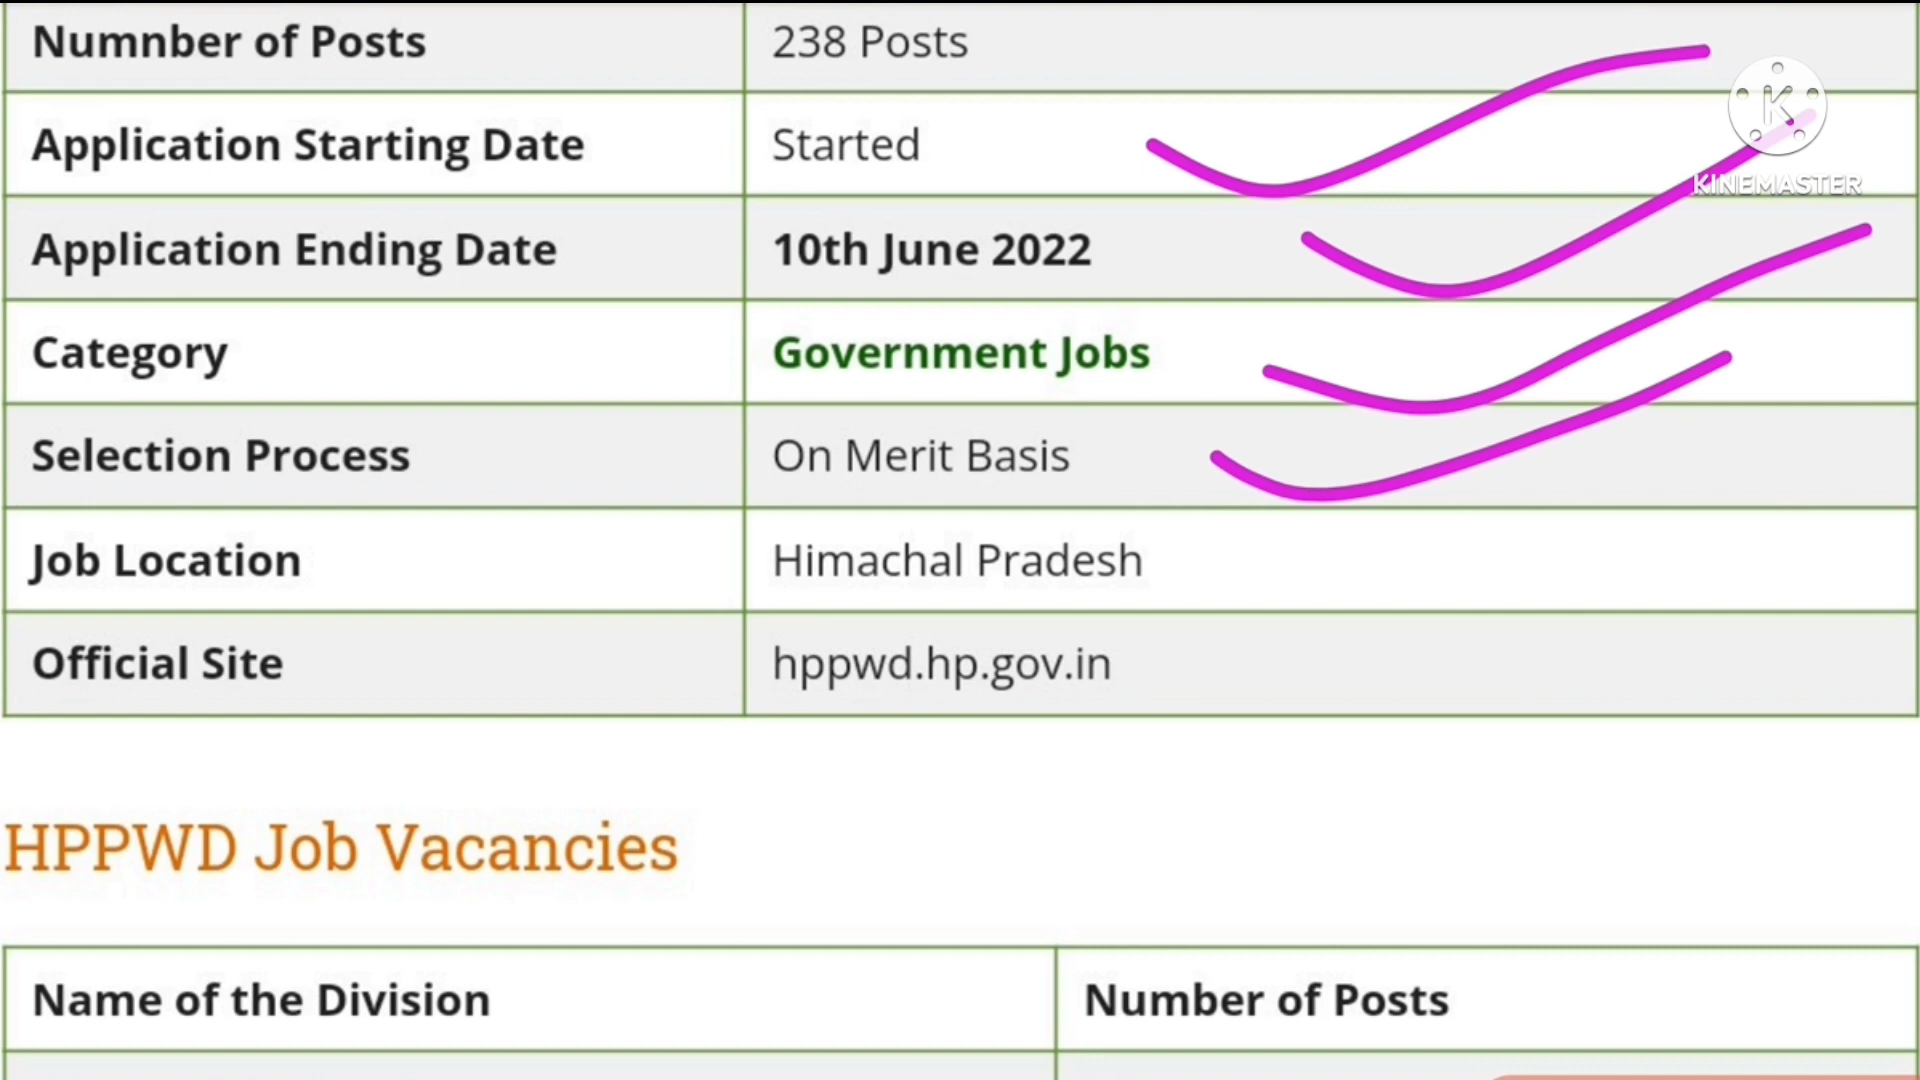 Numnber of Posts 238 Posts
Application Starting Date Started
Application Ending Date 10th June 2022
Category Government Jobs
Selection Process On Merit Basis
Job Location Himachal Pradesh
Official Site hppwd.hp.gov.in
K
KINEMASTER
HPPWD Job Vacancies
Name of the Division Number of Posts